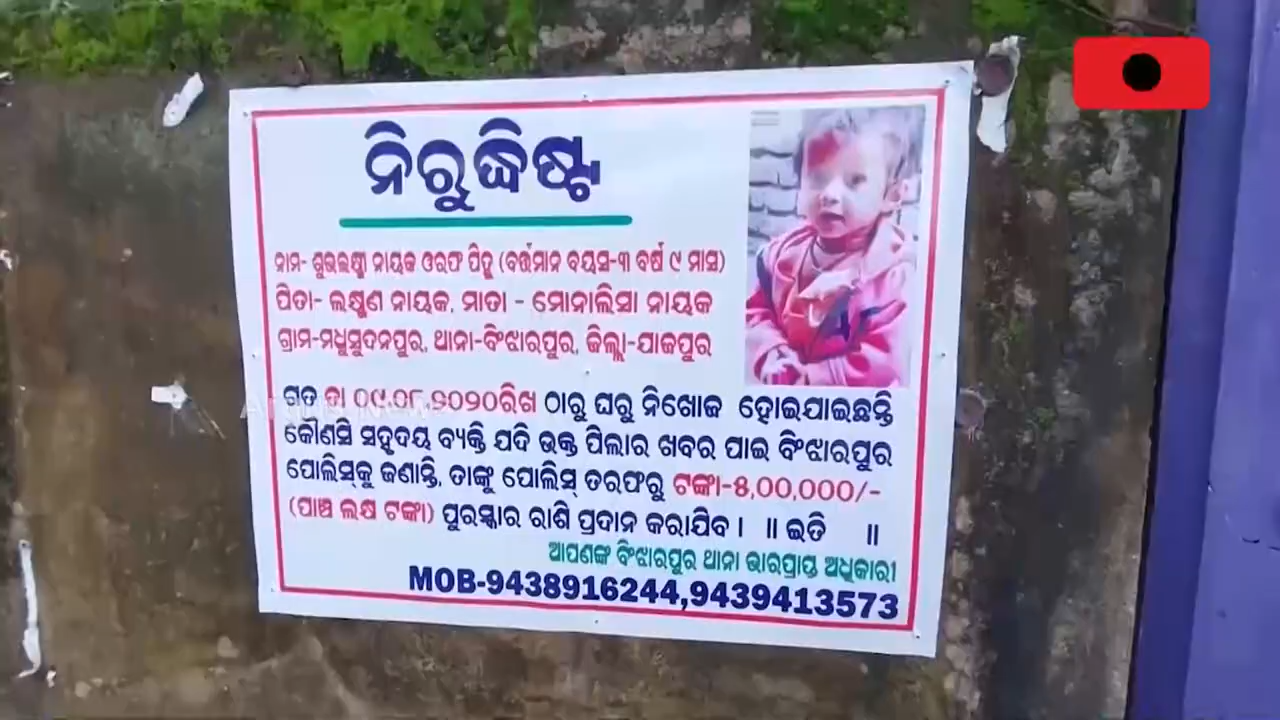 ନିରୁଦ୍ଧିଷ୍ଟ
ନାମ- ଶୁଭଲକ୍ଷ୍ମୀ ନାୟକ ଓରଫ ପିହୁ (ବର୍ତ୍ତମାନ ବୟସ-୩ ବର୍ଷ ୯ ମାସ)
ପିତା- ଲକ୍ଷ୍ମଣ ନାୟକ, ମାତା - ମୋନାଲିସା ନାୟକ
ଗ୍ରାମ-ମଧୁସୁଦନପୁର, ଥାନା-ବିଂଝାରପୁର, ଜିଲ୍ଲା-ଯାଜପୁର
ଗତ ତା ୦୯.୦୮.୨୦୨୦ରିଖ ଠାରୁ ଘରୁ ନିଖୋଜ ହୋଇଯାଇଛନ୍ତି
କୌଣସି ସହୃଦୟ ବ୍ୟକ୍ତି ଯଦି ଉକ୍ତ ପିଲାର ଖବର ପାଇ ବିଂଝାରପୁର
ପୋଲିସ୍‌କୁ ଜଣାନ୍ତି, ତାଙ୍କୁ ପୋଲିସ୍ ତରଫରୁ ଟଙ୍କା-୫,00,000/-
(ପାଞ୍ଚ ଲକ୍ଷ ଟଙ୍କା) ପୁରସ୍କାର ରାଶି ପ୍ରଦାନ କରାଯିବ। ॥ ଇତି ॥
ଆପଣଙ୍କ ବିଂଝାରପୁର ଥାନା ଭାରପ୍ରାପ୍ତ ଅଧିକାରୀ
MOB-9438916244,9439413573